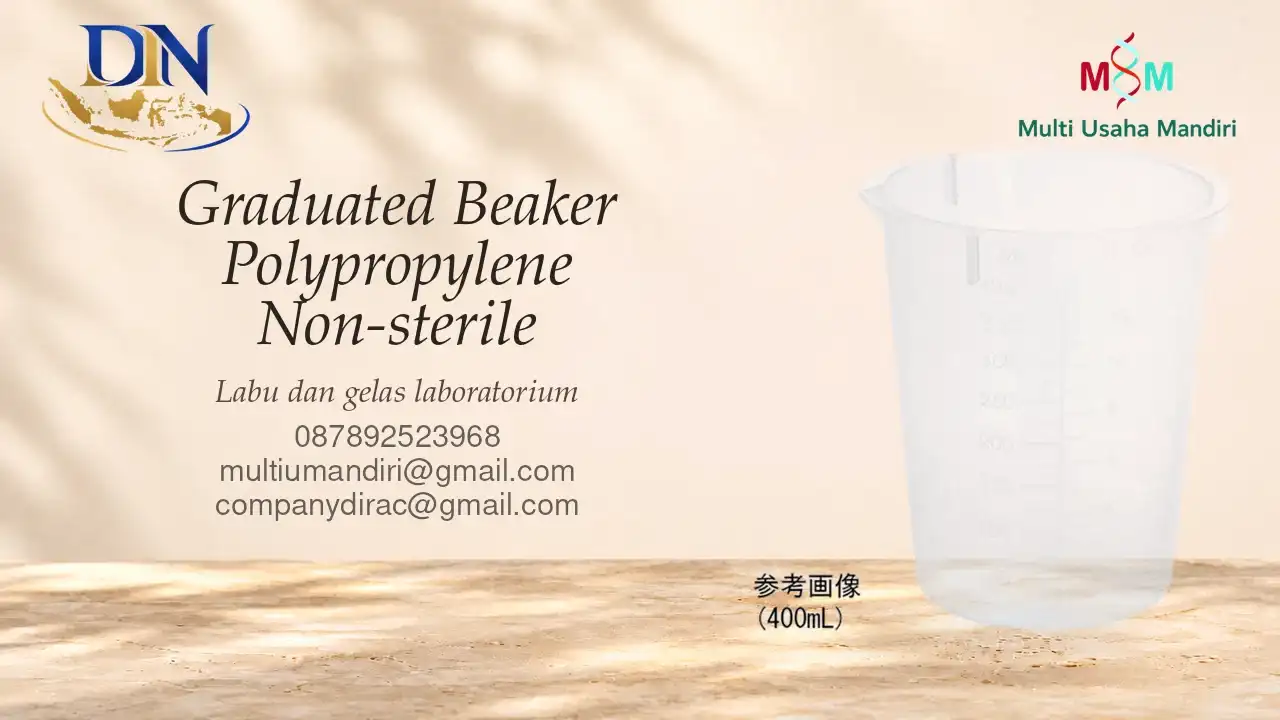 DIN
M M
Multi Usaha Mandiri
Graduated Beaker
Polypropylene
Non-sterile
Labu dan gelas laboratorium
087892523968
multiumandiri@gmail.com
companydirac@gmail.com
参考画像
(400mL)